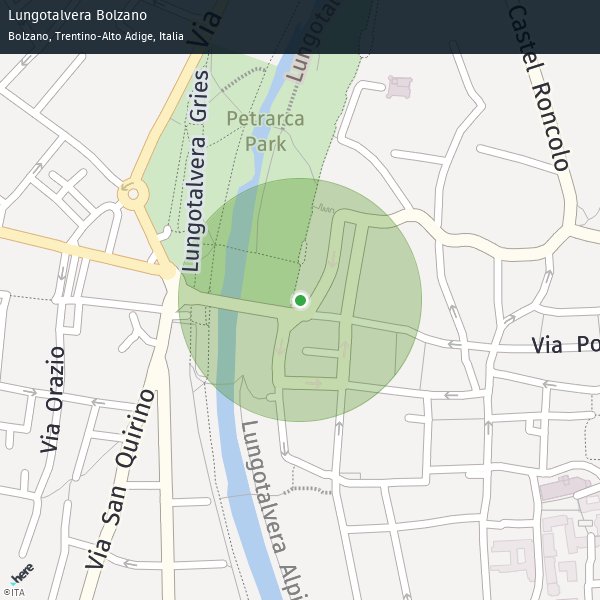 Lungotalvera Bolzano
Bolzano, Trentino-Alto Adige, Italia
Via
Lungotal
Castel Roncolo
Petrarca
Park
Lungotalvera Gries
Via Po
Via Orazio
Via San Quirino
Lungotalvera Alpi
here
©ITA